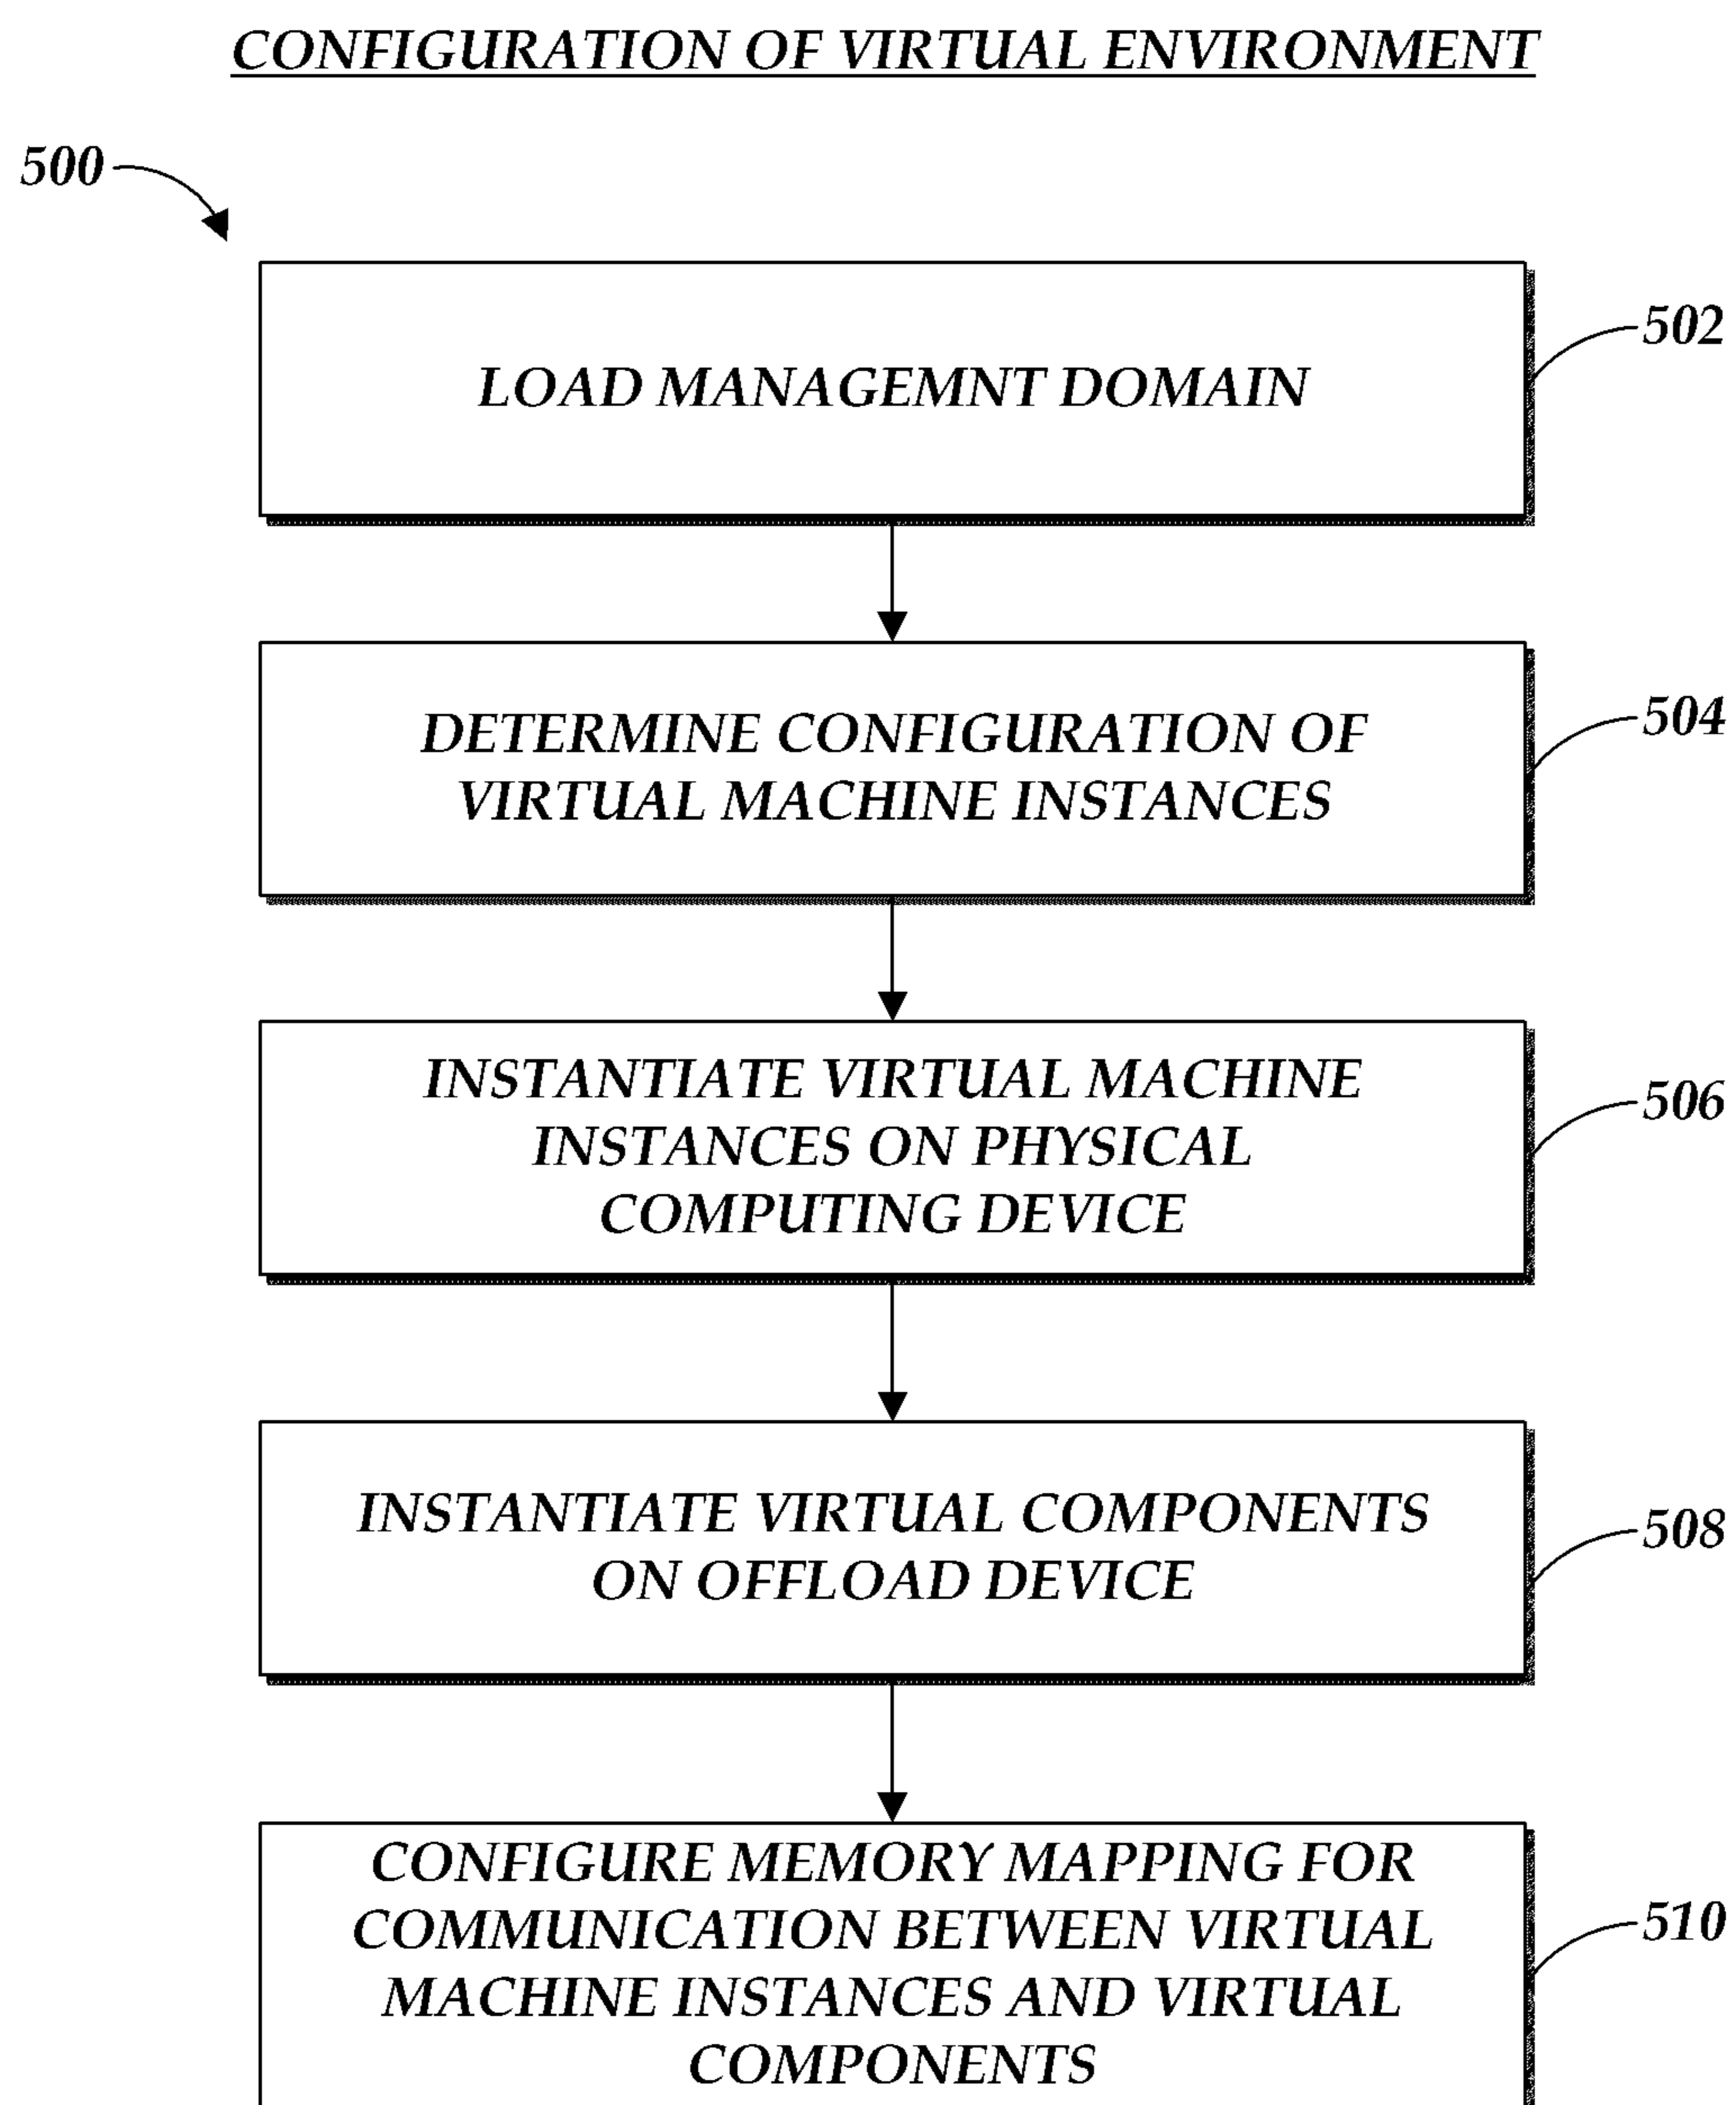 CONFIGURATION OF VIRTUAL ENVIRONMENT
500
502
LOAD MANAGEMNT DOMAIN
504
DETERMINE CONFIGURATION OF
VIRTUAL MACHINE INSTANCES
506
INSTANTIATE VIRTUAL MACHINE
INSTANCES ON PHYSICAL
COMPUTING DEVICE
508
INSTANTIATE VIRTUAL COMPONENTS
ON OFFLOAD DEVICE
510
CONFIGURE MEMORY MAPPING FOR
COMMUNICATION BETWEEN VIRTUAL
MACHINE INSTANCES AND VIRTUAL
COMPONENTS